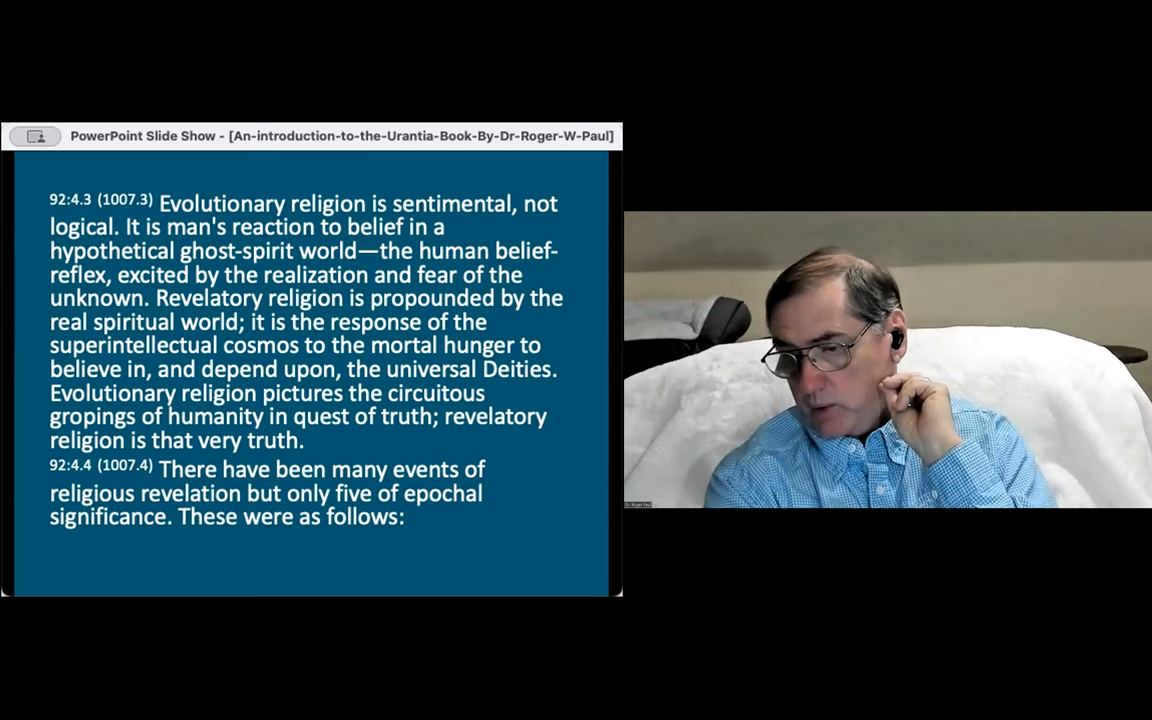 PowerPoint Slide Show - [An-introduction-to-the-Urantia-Book-By-Dr-Roger-W-Paul]
92:4.3 (1007.3) Evolutionary religion is sentimental, not
logical. It is man's reaction to belief in a
hypothetical ghost-spirit world—the human belief-
reflex, excited by the realization and fear of the
unknown. Revelatory religion is propounded by the
real spiritual world; it is the response of the
superintellectual cosmos to the mortal hunger to
believe in, and depend upon, the universal Deities.
Evolutionary religion pictures the circuitous
gropings of humanity in quest of truth; revelatory
religion is that very truth.
92:4.4 (1007.4) There have been many events of
religious revelation but only five of epochal
significance. These were as follows:
Dr. Roger Paul